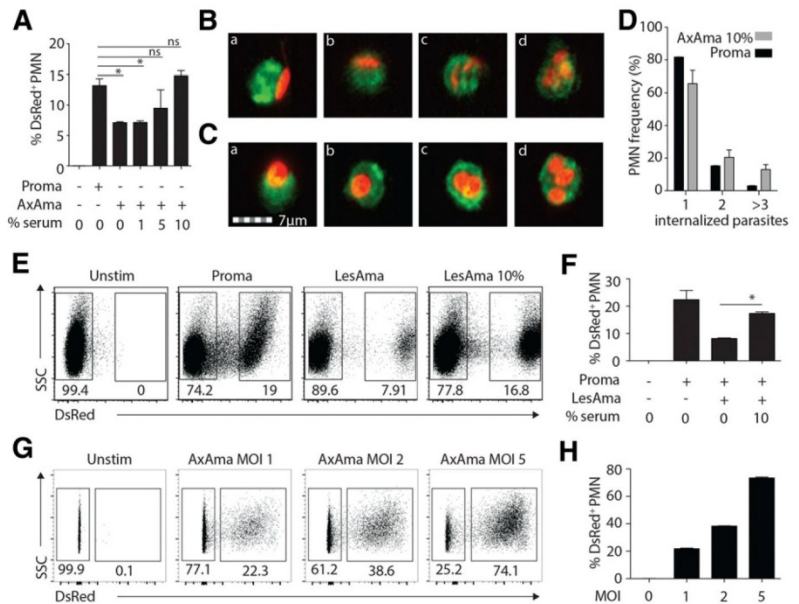 A
% DsRed+ PMN
20
15
10
5
0
ns
ns
*
*
Proma - + - - - -
AxAma - - + + + +
% serum 0 0 0 1 5 10
B
a b c d
C
a b c d
7µm
D
AxAma 10%
Proma
PMN frequency (%)
100
80
60
40
20
0
1 2 >3
internalized parasites
E
Unstim Proma LesAma LesAma 10%
SSC
99.4 0 74.2 19 89.6 7.91 77.8 16.8
DsRed
F
% DsRed+ PMN
30
20
10
0
*
Proma - + + +
LesAma - - + +
% serum 0 0 0 10
G
Unstim AxAma MOI 1 AxAma MOI 2 AxAma MOI 5
SSC
99.9 0.1 77.1 22.3 61.2 38.6 25.2 74.1
DsRed
H
% DsRed+ PMN
80
60
40
20
0
MOI 0 1 2 5